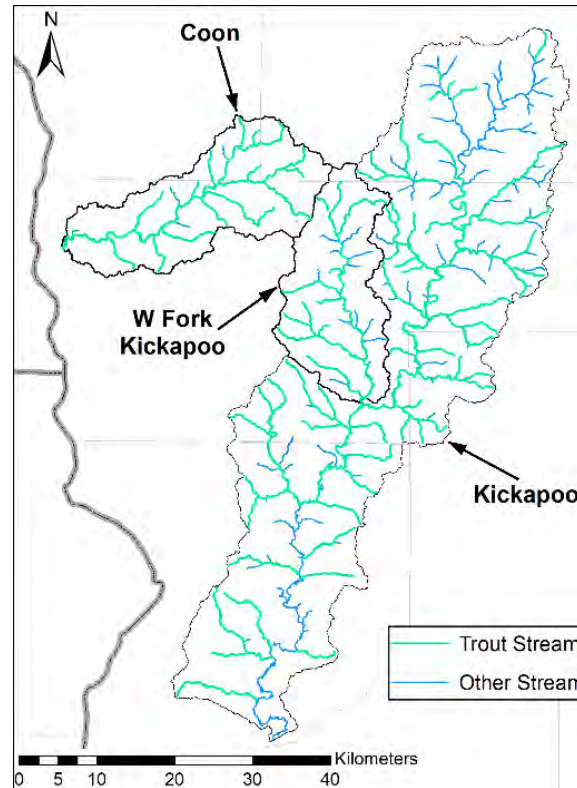 N
Coon
W Fork
Kickapoo
Kickapoo
Trout Stream
Other Stream
Kilometers
0 5 10 20 30 40